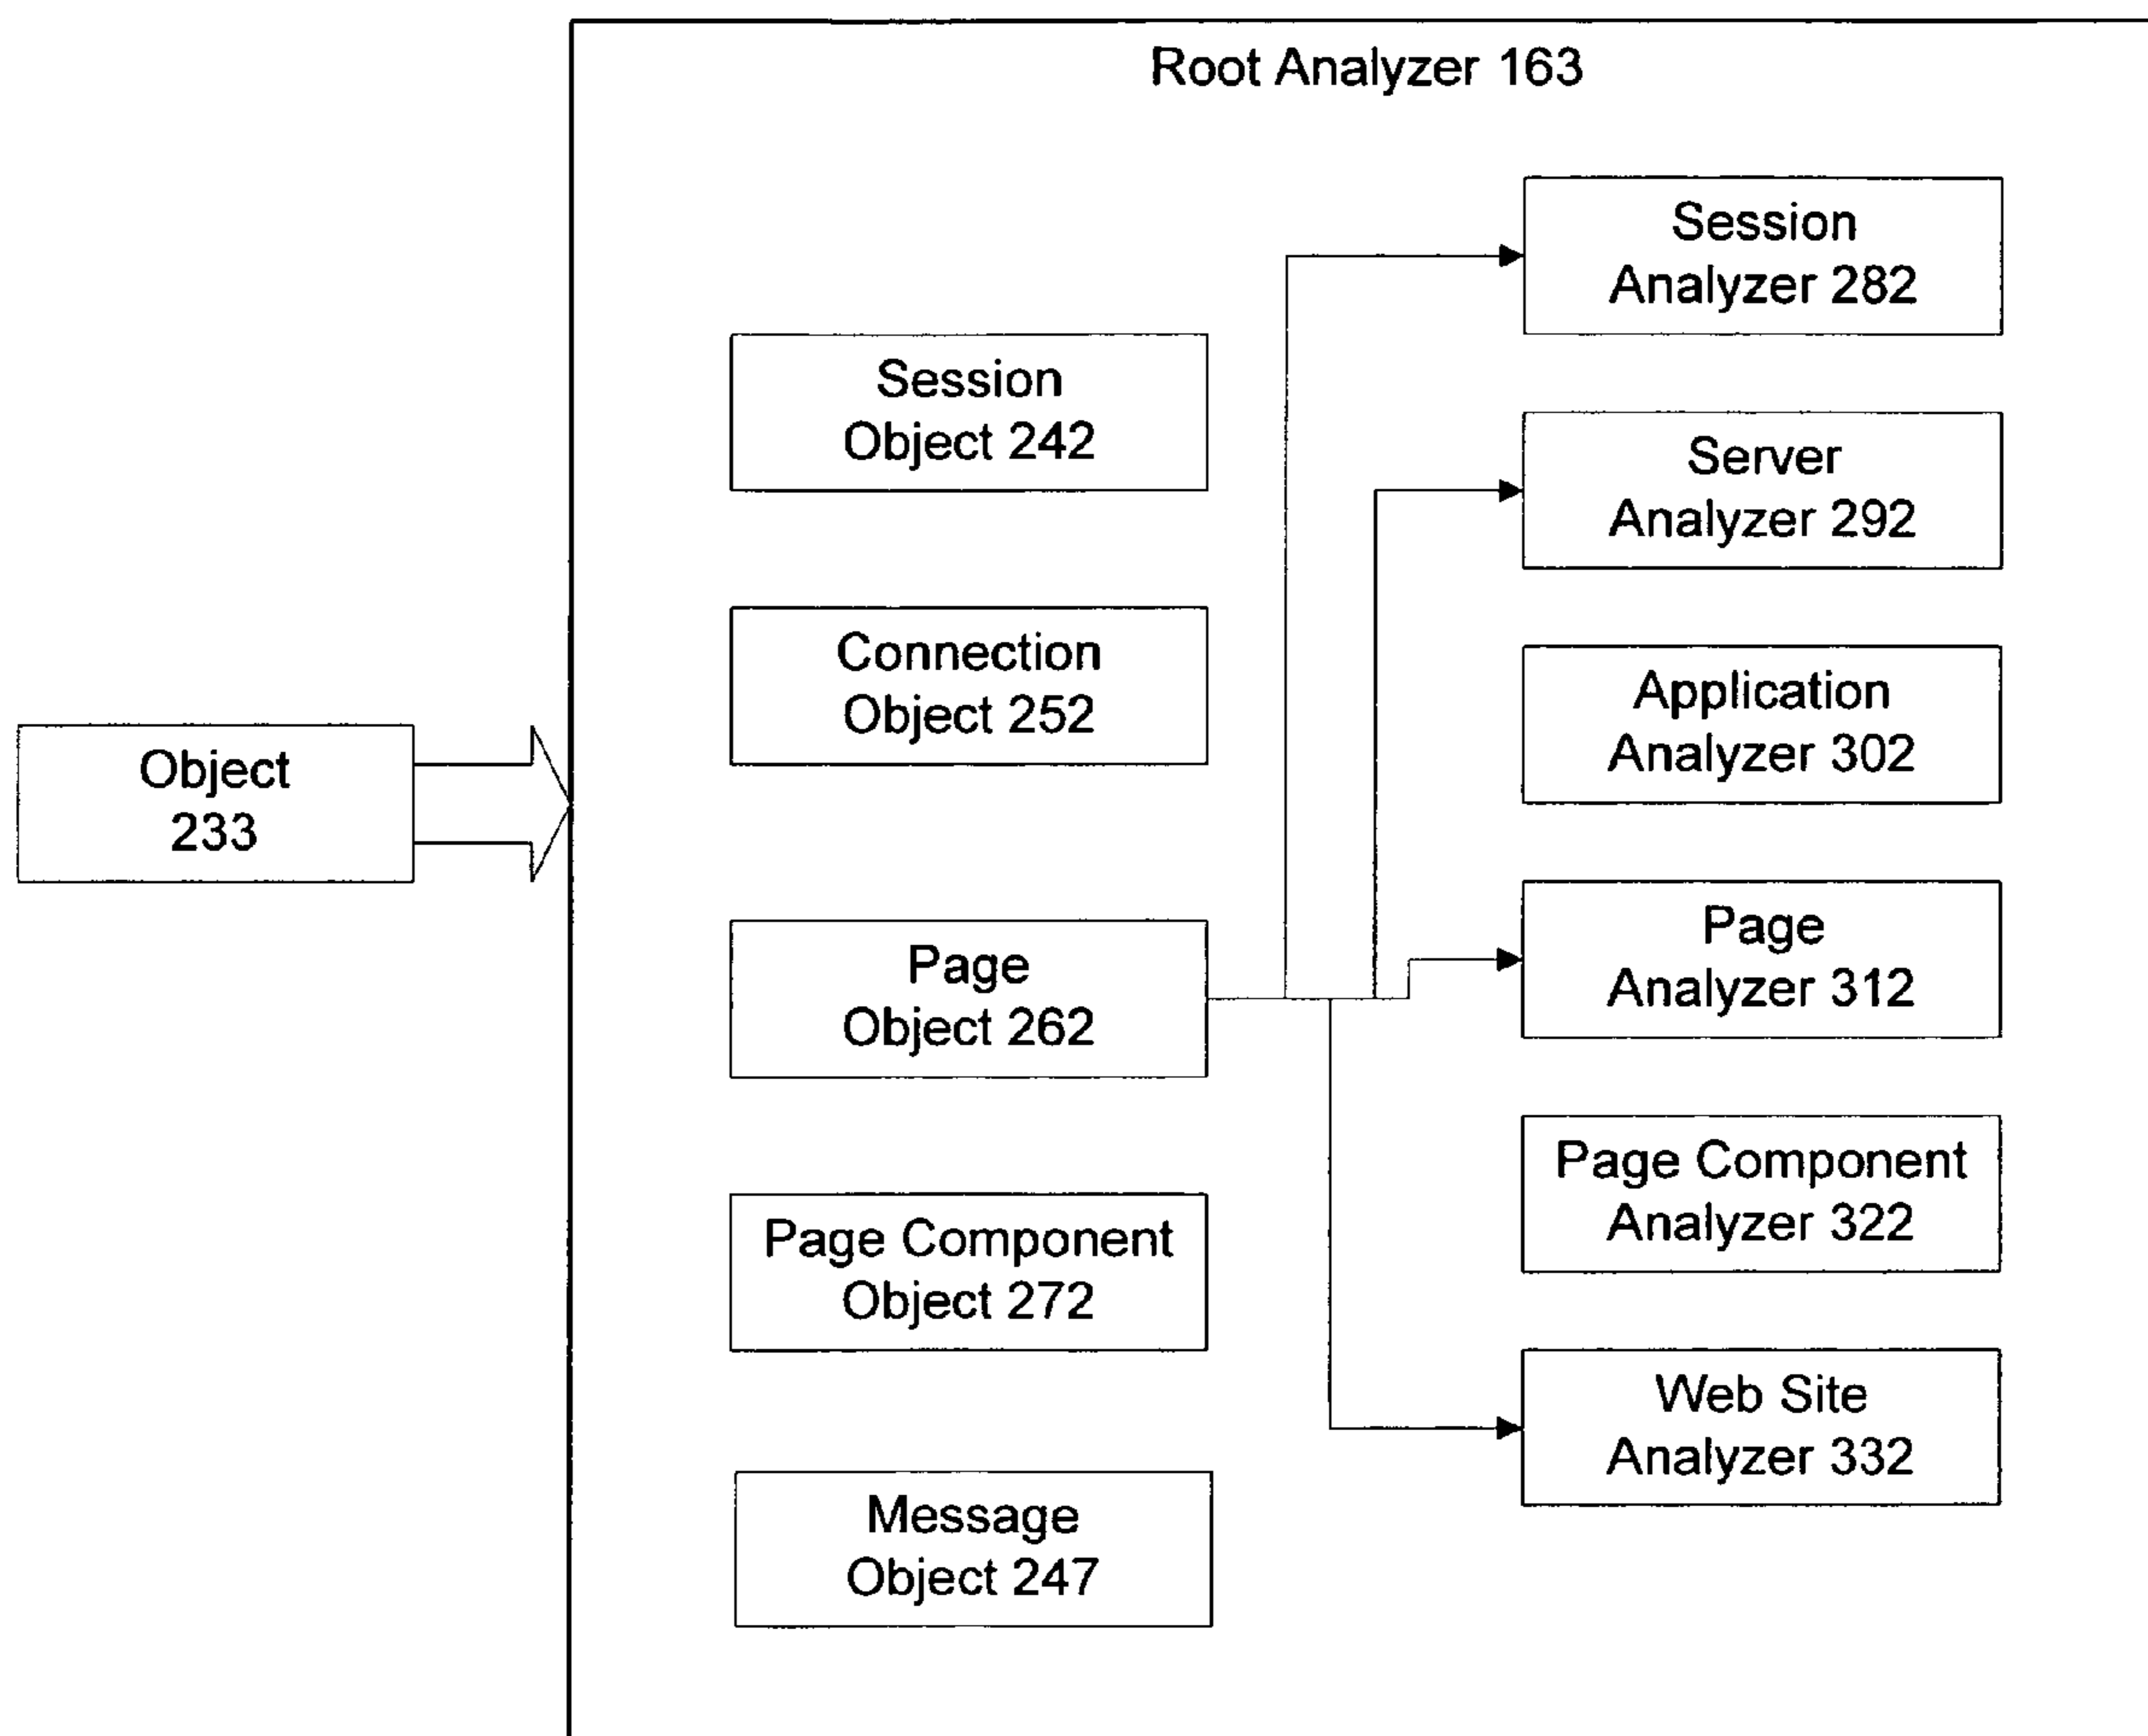 Root Analyzer 163
Object
233
Session
Object 242
Connection
Object 252
Page
Object 262
Page Component
Object 272
Message
Object 247
Session
Analyzer 282
Server
Analyzer 292
Application
Analyzer 302
Page
Analyzer 312
Page Component
Analyzer 322
Web Site
Analyzer 332